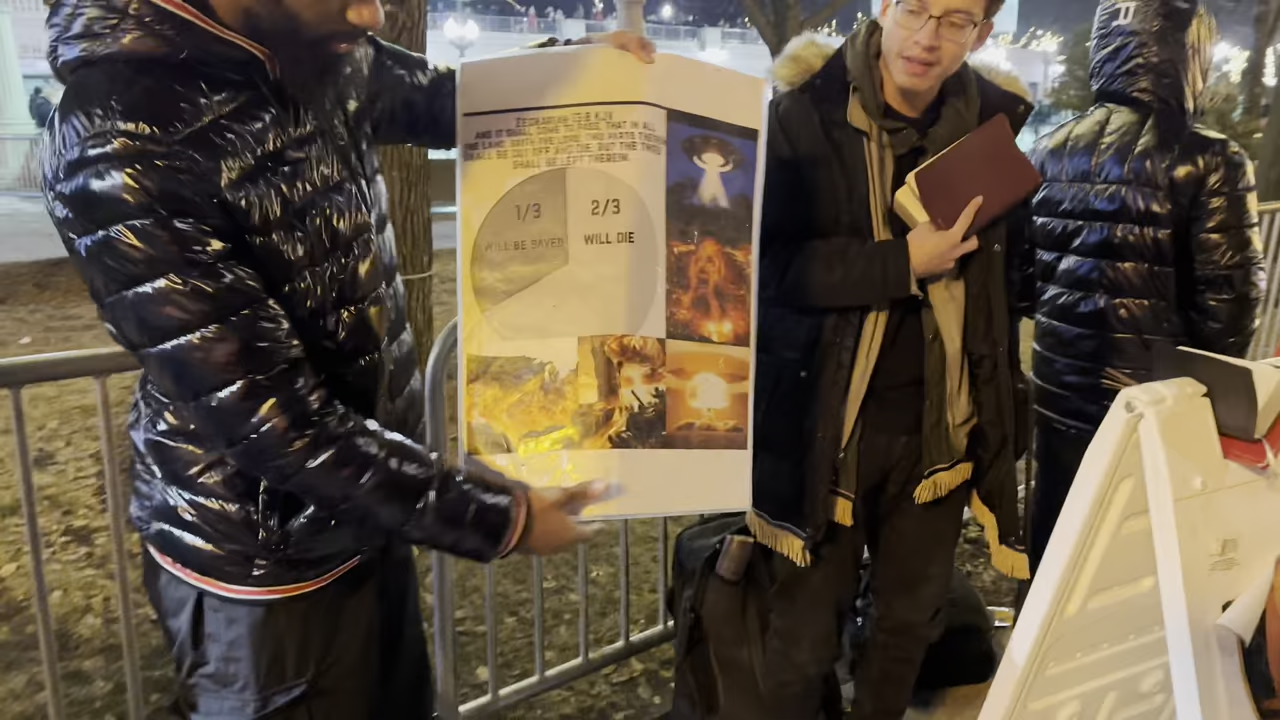 ZECHARIAH 13:8 KJV
AND IT SHALL COME TO PASS, THAT IN ALL
THE LAND, SAITH THE LORD, TWO PARTS THEREIN
SHALL BE CUT OFF AND DIE; BUT THE THIRD
SHALL BE LEFT THEREIN.
1/3
WILL BE SAVED
2/3
WILL DIE
R